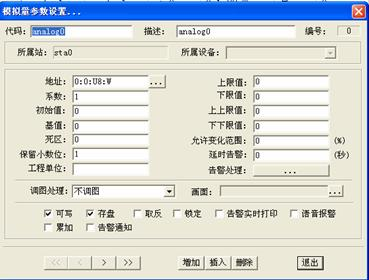 模拟量参数设置...
代码: analog0 描述: analog0 编号: 0
所属站: sta0 所属设备:
地址: 0:0:U8:W ... 上限值: 0
系数: 1 下限值: 0
初始值: 0 上上限值: 0
基值: 0 下下限值: 0
死区: 0 允许变化范围: 0 (%)
保留小数位: 1 延时告警: 0 (秒)
工程单位: 告警处理: ...
调图处理: 不调图 画面: ...
可写 存盘 取反 锁定 告警实时打印 语音报警
累加 告警通知
<< < > >> 增加 插入 删除 退出